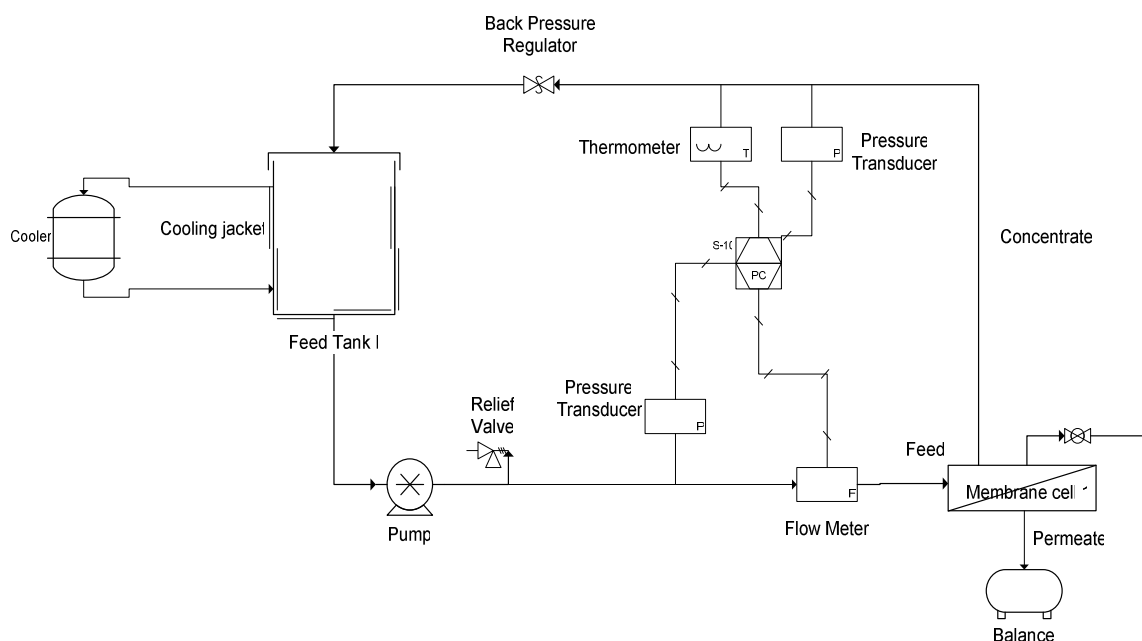 Back Pressure
Regulator
Thermometer
T
P
Pressure
Transducer
Cooler
Cooling jacket
S-10
PC
Concentrate
Feed Tank
Pressure
Transducer
P
Relief
Valve
Feed
Pump
F
Flow Meter
Membrane cell
Permeate
Balance